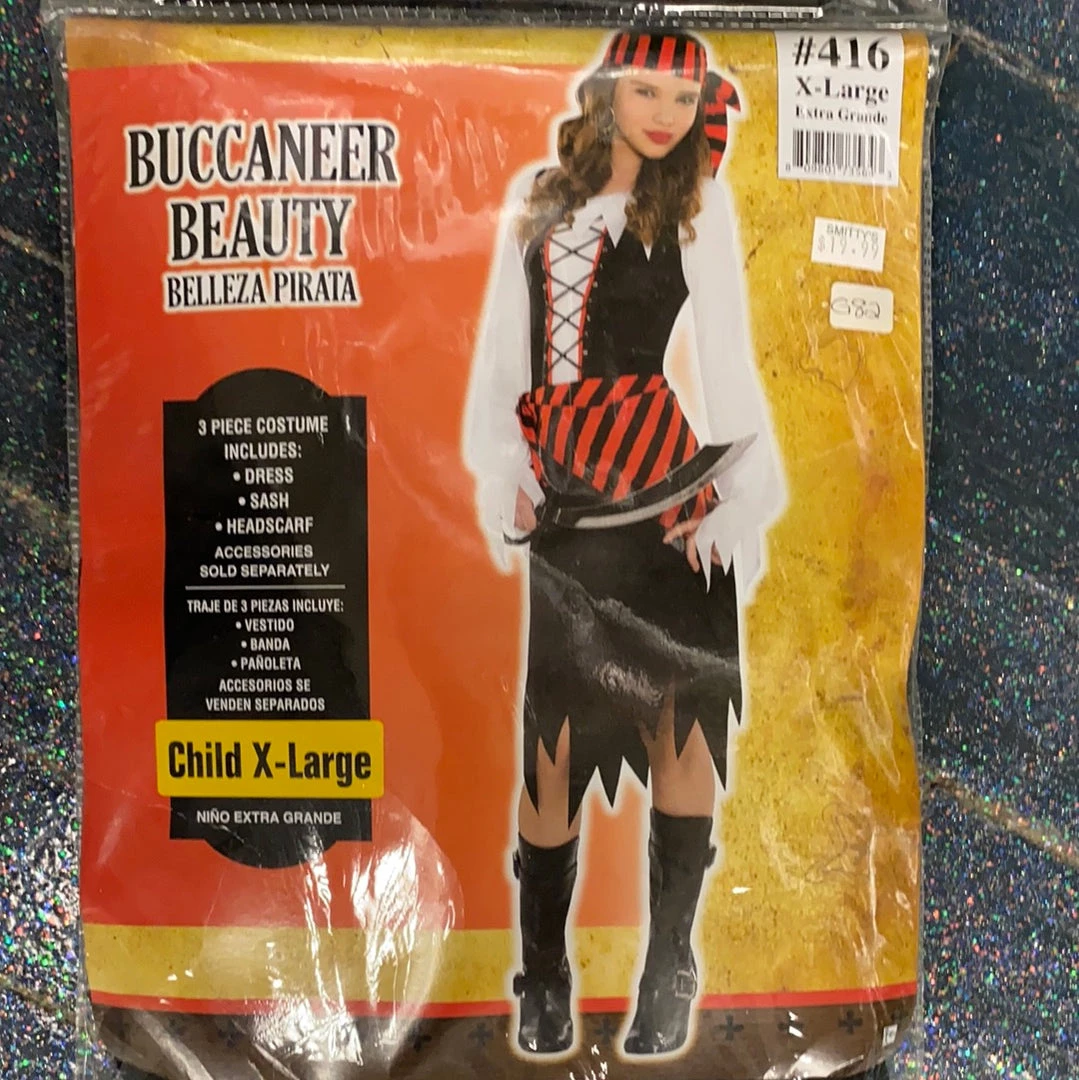 #416
X-Large
Extra Grande
BUCCANEER
BEAUTY
BELLEZA PIRATA
SMITTY'S
$19.99
G82
3 PIECE COSTUME
INCLUDES:
• DRESS
• SASH
• HEADSCARF
ACCESSORIES
SOLD SEPARATELY
TRAJE DE 3 PIEZAS INCLUYE:
• VESTIDO
• BANDA
• PAÑOLETA
ACCESORIOS SE
VENDEN SEPARADOS
Child X-Large
NIÑO EXTRA GRANDE